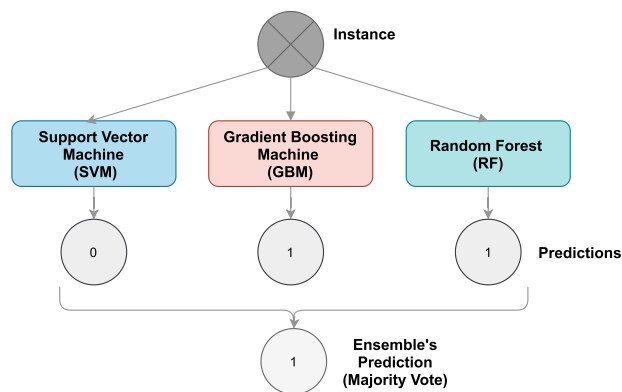 Instance
Support Vector
Machine
(SVM)
Gradient Boosting
Machine
(GBM)
Random Forest
(RF)
0
1
1
Predictions
1
Ensemble's
Prediction
(Majority Vote)